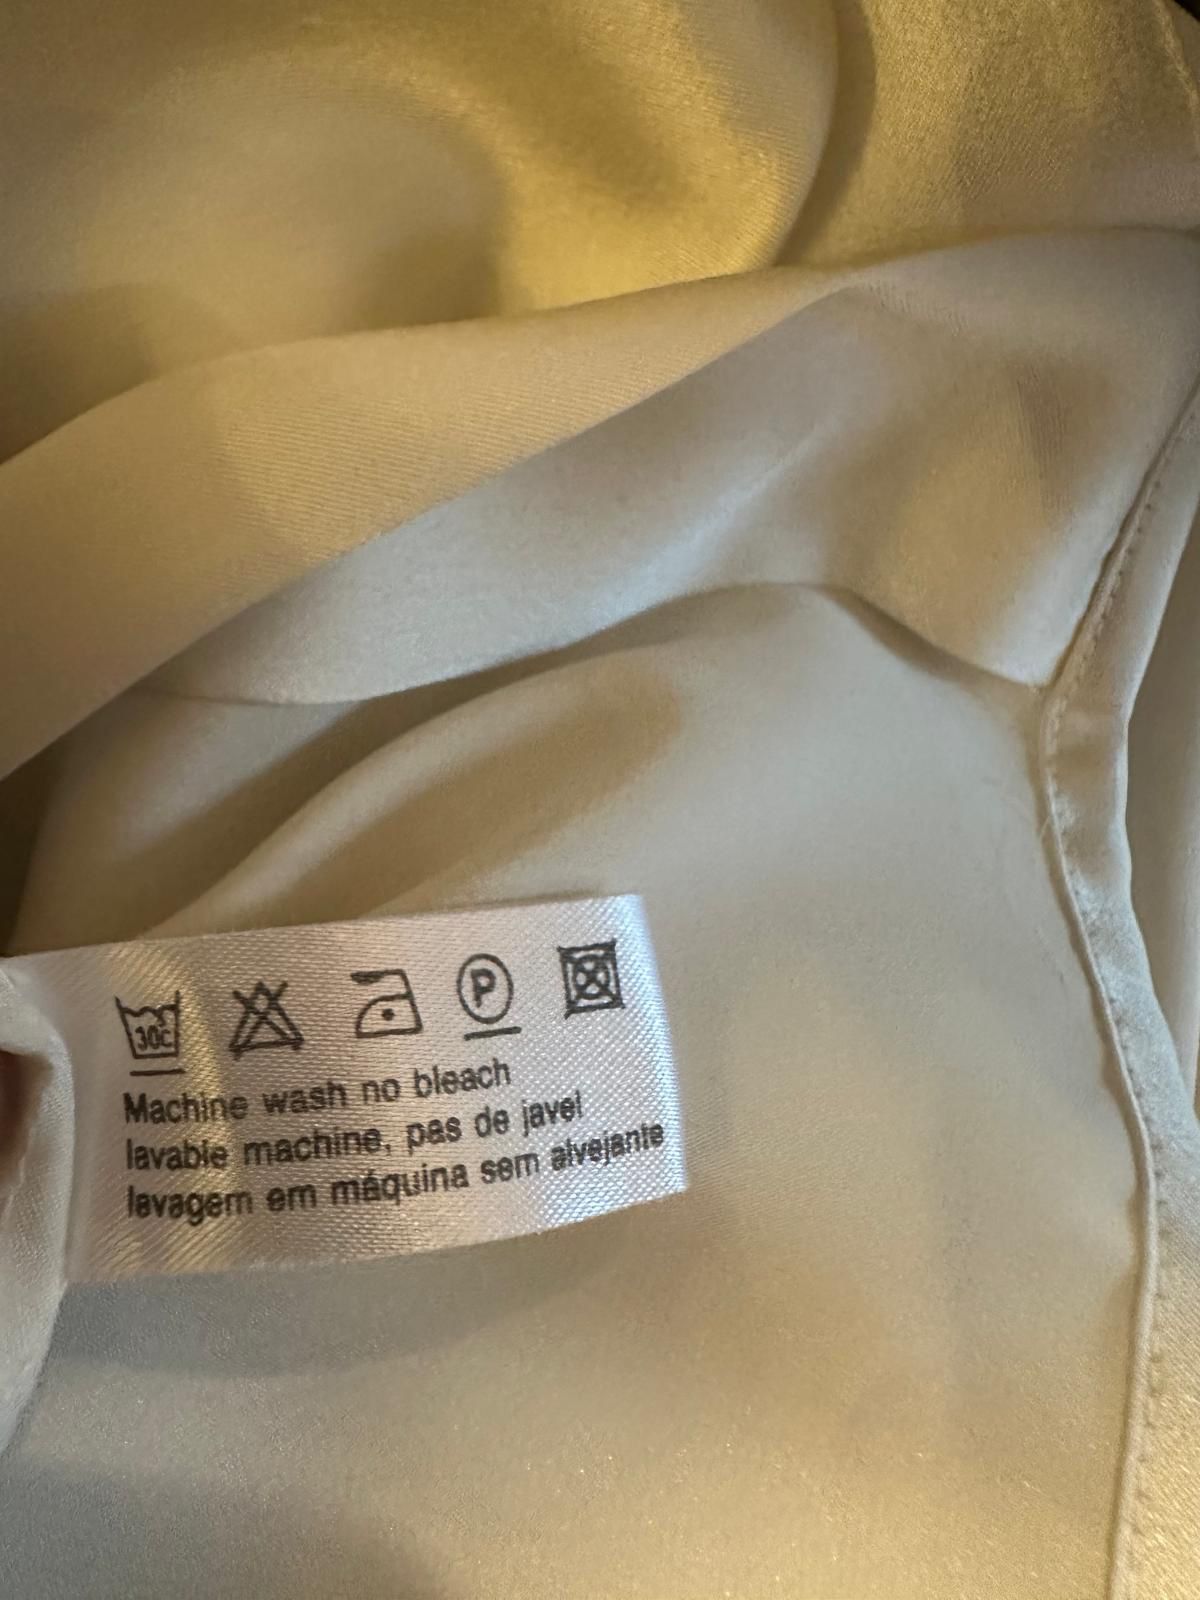 30c P
Machine wash no bleach
lavable machine, pas de javel
lavagem em máquina sem alvejante